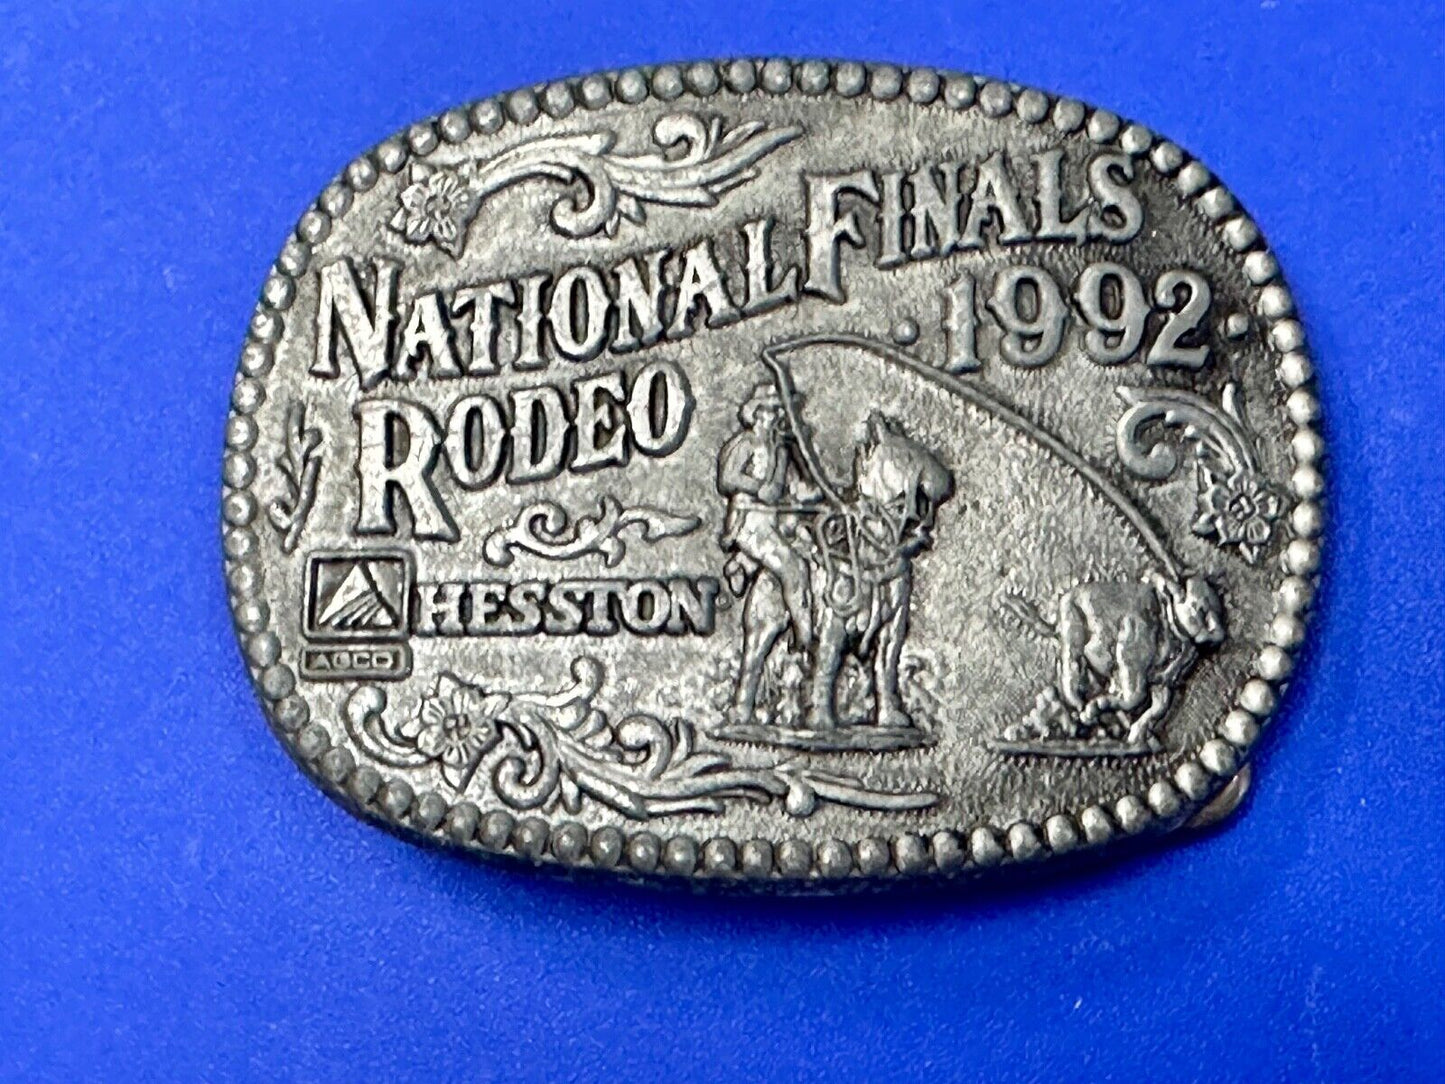 NATIONAL FINALS
RODEO
· 1992 ·
HESSTON
AGCO